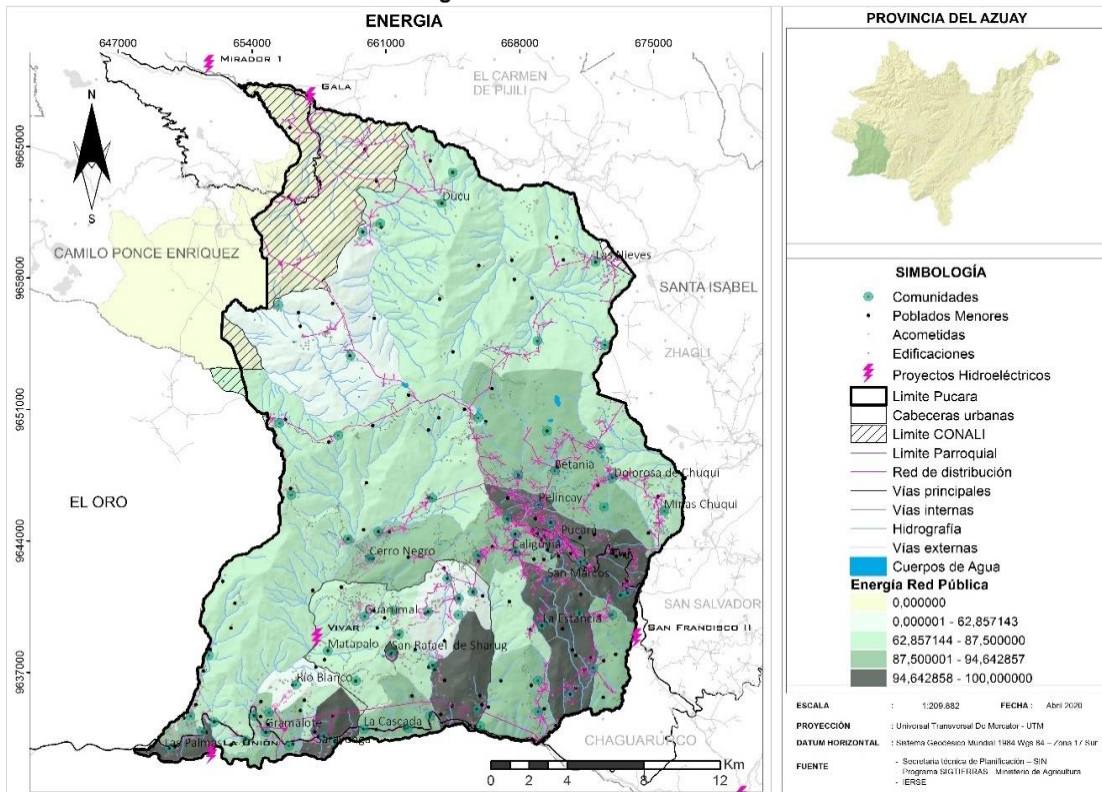 ENERGIA
647000 654000 661000 668000 675000
MIRADOR 1
GALA
EL CARMEN
DE PIJILI
N
S
9665000
9658000
9651000
9644000
9637000
Ducu
CAMILO PONCE ENRIQUEZ
Las Nieves
SANTA ISABEL
ZHAGLI
EL ORO
Betania
Dolorosa de Chuqui
Pelincay
Minas Chuqui
Pucará
Cerro Negro
Caliguiña
San Marcos
SAN SALVADOR
Guarumal
La Estancia
VIVAR
SAN FRANCISCO II
Matapalo
San Rafael de Sharug
Río Blanco
Gramalote
La Cascada
Las Palmas
LA UNION
CHAGUARURCO
Km
0 1 2 4 6 8 12
PROVINCIA DEL AZUAY
SIMBOLOGÍA
Comunidades
Poblados Menores
Acometidas
Edificaciones
Proyectos Hidroeléctricos
Limite Pucara
Cabeceras urbanas
Limite CONALI
Limite Parroquial
Red de distribución
Vías principales
Vías internas
Hidrografía
Vías externas
Cuerpos de Agua
Energía Red Pública
0,000000
0,000001 - 62,857143
62,857144 - 87,500000
87,500001 - 94,642857
94,642858 - 100,000000
ESCALA : 1:209.882 FECHA : Abril 2020
PROYECCIÓN : Universal Transversal De Mercator - UTM
DATUM HORIZONTAL : Sistema Geodésico Mundial 1984 Wgs 84 – Zona 17 Sur
FUENTE - Secretaria técnica de Planificación – SIN
Programa SIGTIERRAS Ministerio de Agricultura
- IERSE